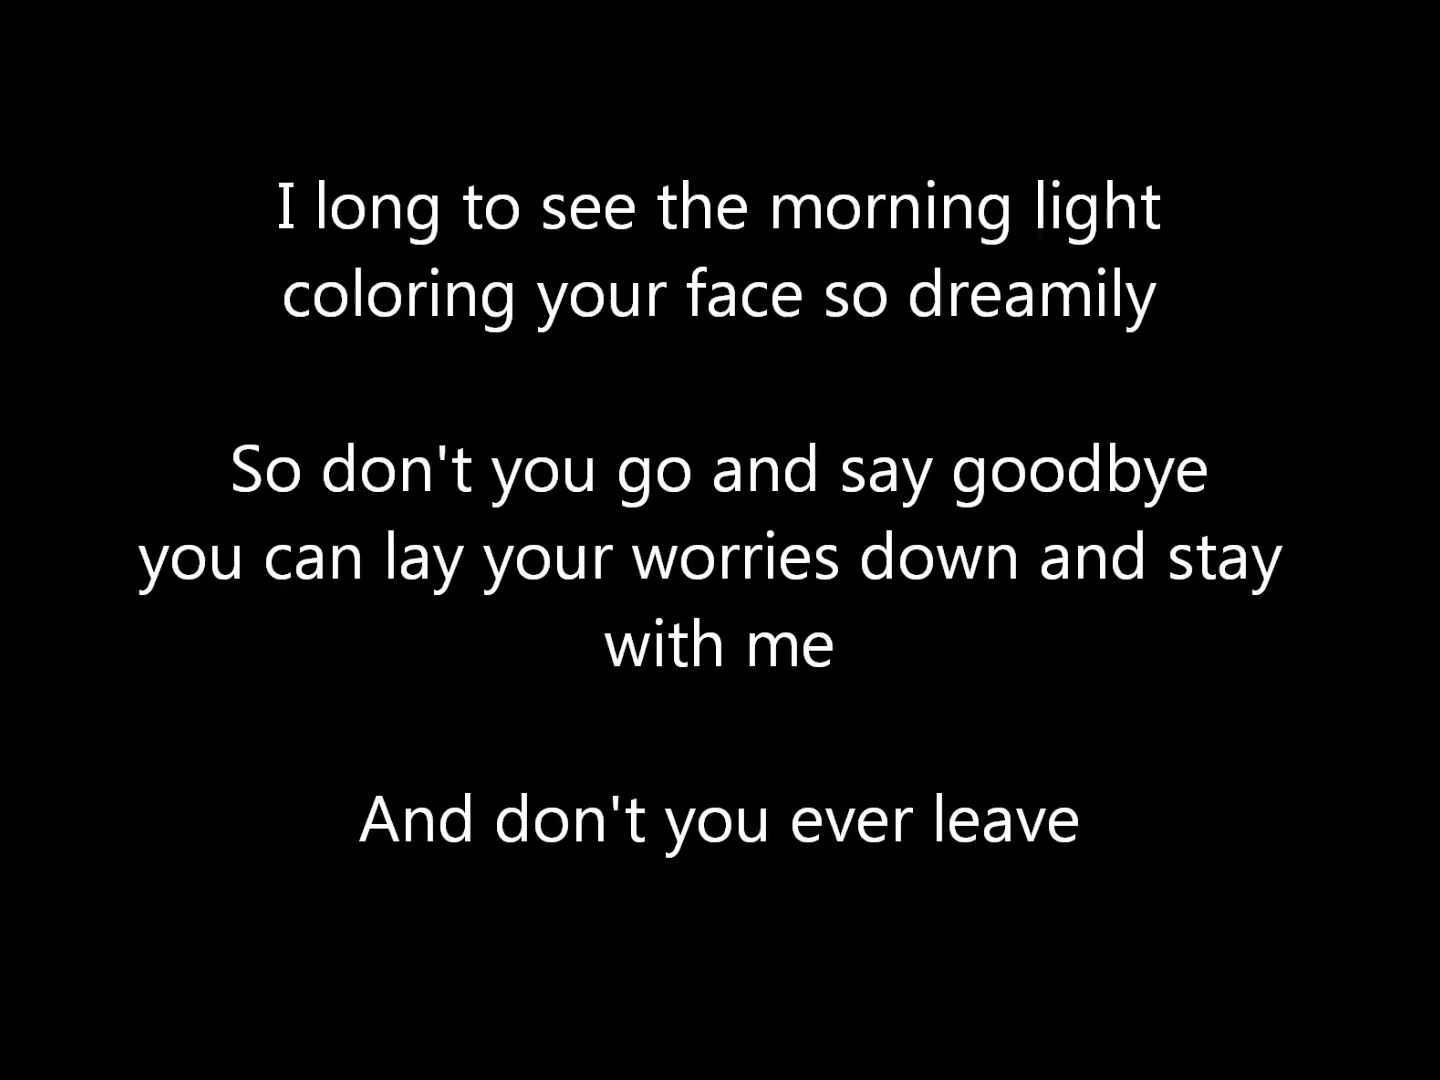 I long to see the morning light
coloring your face so dreamily
So don't you go and say goodbye
you can lay your worries down and stay
with me
And don't you ever leave